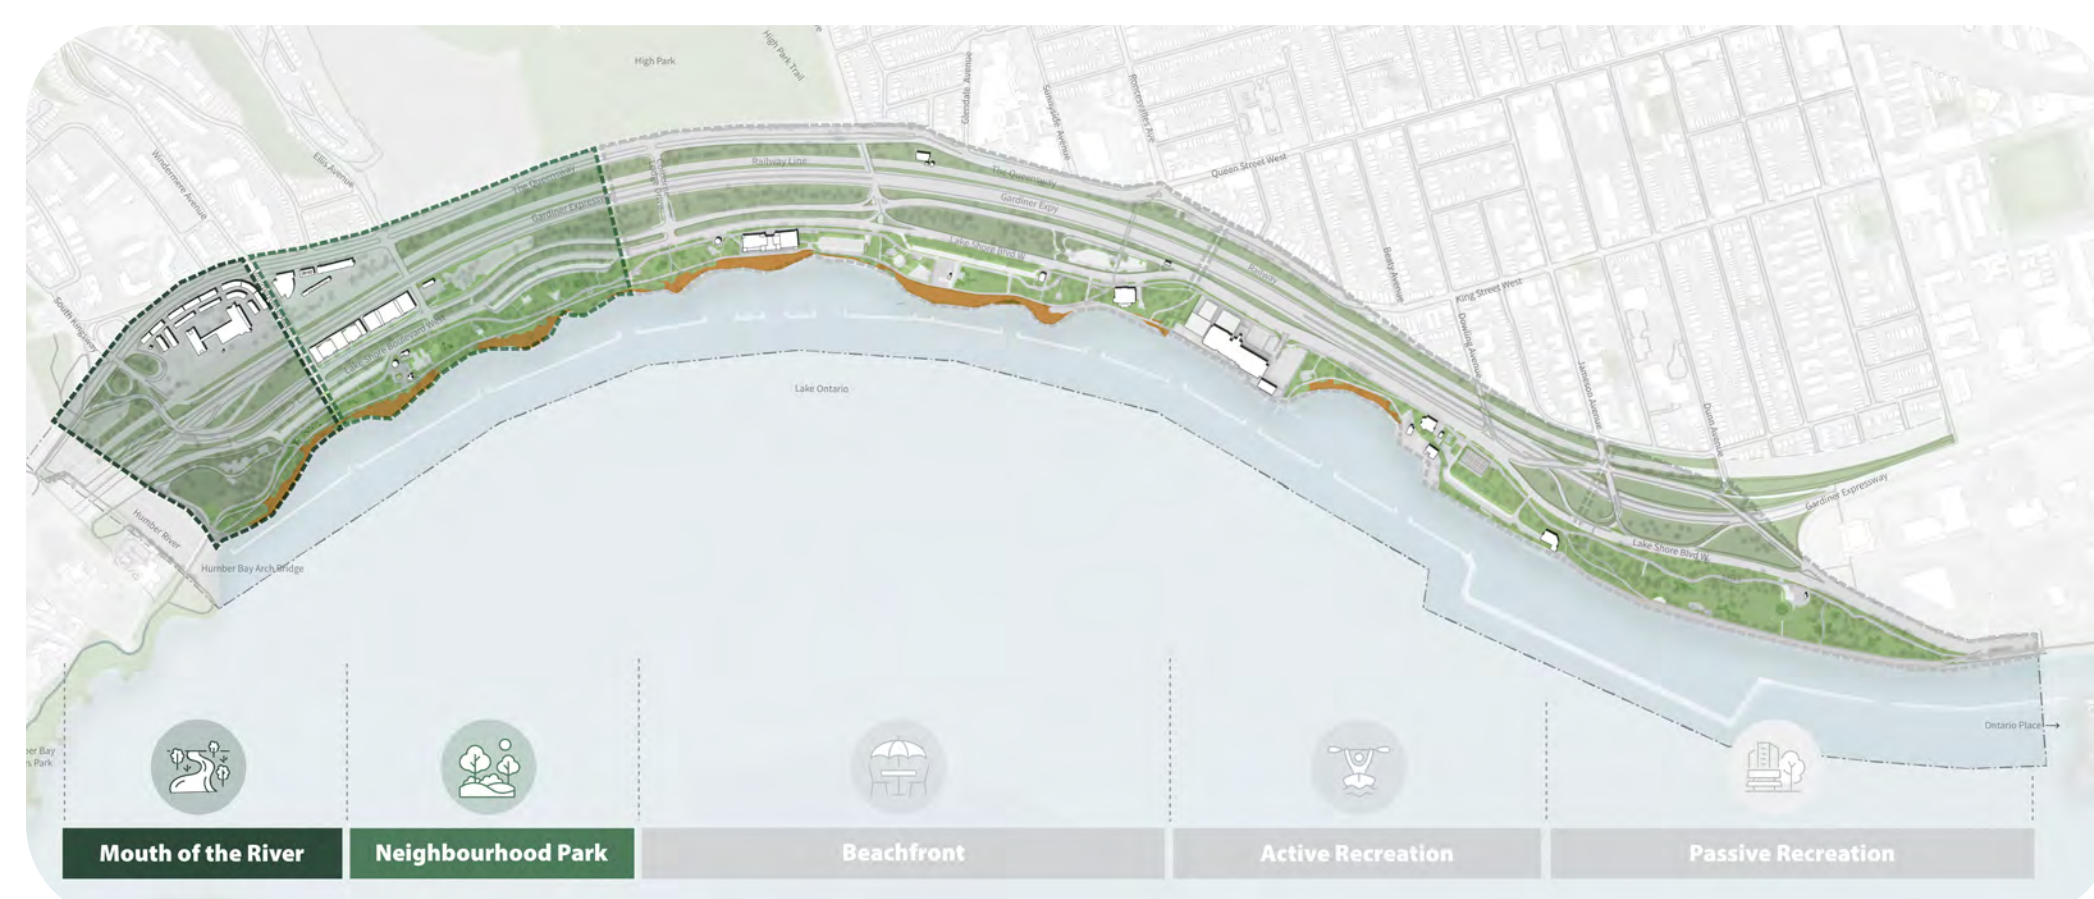 High Park
High Park Trail
Glendale Avenue
Sunnyside Avenue
Roncesvalles Ave
Windermere Avenue
Ellis Avenue
The Queensway
Railway Line
The Queensway
Queen Street West
Gardiner Expressway
Gardiner Expy
Lake Shore Blvd W
Railway
Beaty Avenue
King Street West
South Kingsway
Lake Shore Boulevard West
Dowling Avenue
Jameson Avenue
Dunn Avenue
Lake Ontario
Gardiner Expressway
Humber River
Lake Shore Blvd W
Humber Bay Arch Bridge
Ontario Place
Bay
Park
Mouth of the River
Neighbourhood Park
Beachfront
Active Recreation
Passive Recreation